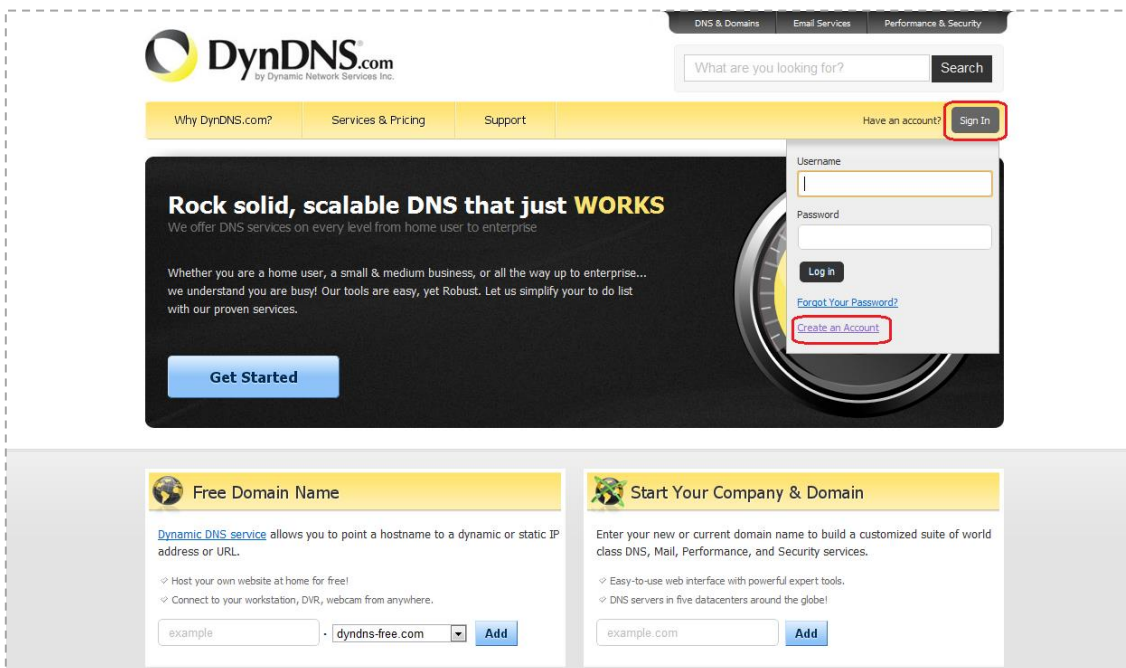 DNS & Domains Email Services Performance & Security
DynDNS.com
by Dynamic Network Services Inc.
What are you looking for? Search
Why DynDNS.com? Services & Pricing Support Have an account? Sign In
Username
Password
Log in
Forgot Your Password?
Create an Account
Rock solid, scalable DNS that just WORKS
We offer DNS services on every level from home user to enterprise
Whether you are a home user, a small & medium business, or all the way up to enterprise...
we understand you are busy! Our tools are easy, yet Robust. Let us simplify your to do list
with our proven services.
Get Started
Free Domain Name
Dynamic DNS service allows you to point a hostname to a dynamic or static IP
address or URL.
Host your own website at home for free!
Connect to your workstation, DVR, webcam from anywhere.
example . dyndns-free.com Add
Start Your Company & Domain
Enter your new or current domain name to build a customized suite of world
class DNS, Mail, Performance, and Security services.
Easy-to-use web interface with powerful expert tools.
DNS servers in five datacenters around the globe!
example.com Add